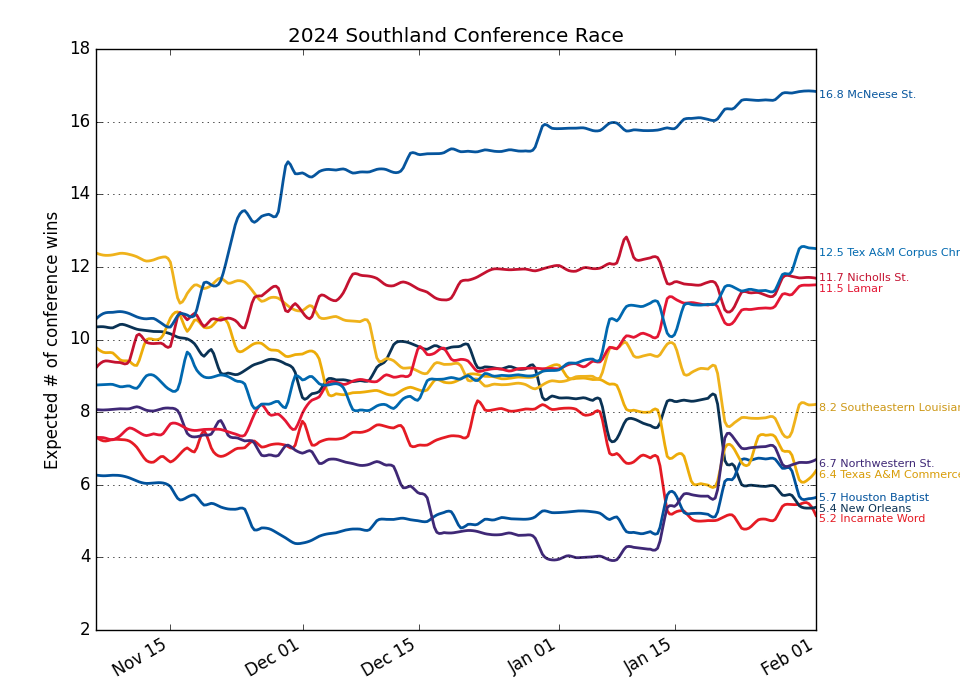 2024 Southland Conference Race
Expected # of conference wins
18
16
14
12
10
8
6
4
2
Nov 15
Dec 01
Dec 15
Jan 01
Jan 15
Feb 01
16.8 McNeese St.
12.5 Tex A&M Corpus Chr
11.7 Nicholls St.
11.5 Lamar
8.2 Southeastern Louisian
6.7 Northwestern St.
6.4 Texas A&M Commerce
5.7 Houston Baptist
5.4 New Orleans
5.2 Incarnate Word